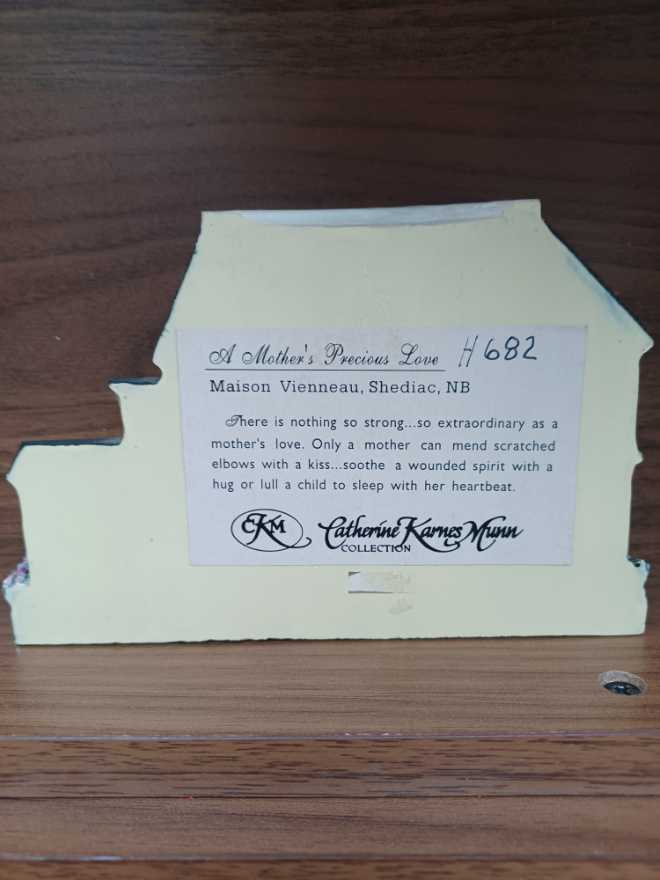 A Mother's Precious Love H682
Maison Vienneau, Shediac, NB
There is nothing so strong...so extraordinary as a
mother's love. Only a mother can mend scratched
elbows with a kiss...soothe a wounded spirit with a
hug or lull a child to sleep with her heartbeat.
CKM Catherine Karnes Munn
COLLECTION